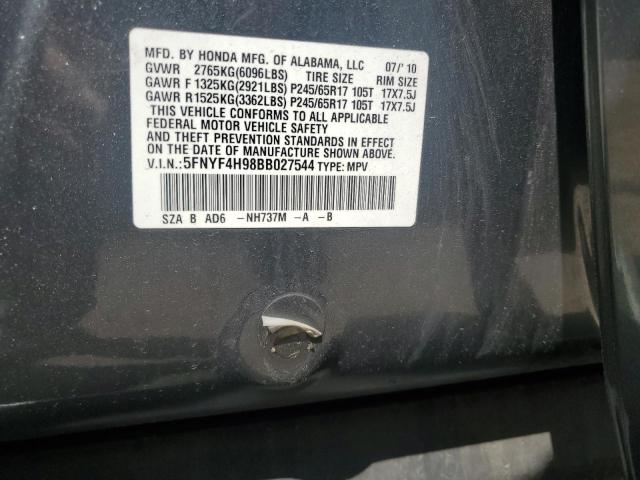 MFD. BY HONDA MFG. OF ALABAMA, LLC 07/'10
GVWR 2765KG(6096LBS) TIRE SIZE RIM SIZE
GAWR F 1325KG(2921LBS) P245/65R17 105T 17X7.5J
GAWR R1525KG(3362LBS) P245/65R17 105T 17X7.5J
THIS VEHICLE CONFORMS TO ALL APPLICABLE
FEDERAL MOTOR VEHICLE SAFETY
AND THEFT PREVENTION STANDARDS IN EFFECT
ON THE DATE OF MANUFACTURE SHOWN ABOVE.
V.I.N.:5FNYF4H98BB027544 TYPE: MPV
SZA B AD6 -NH737M -A -B